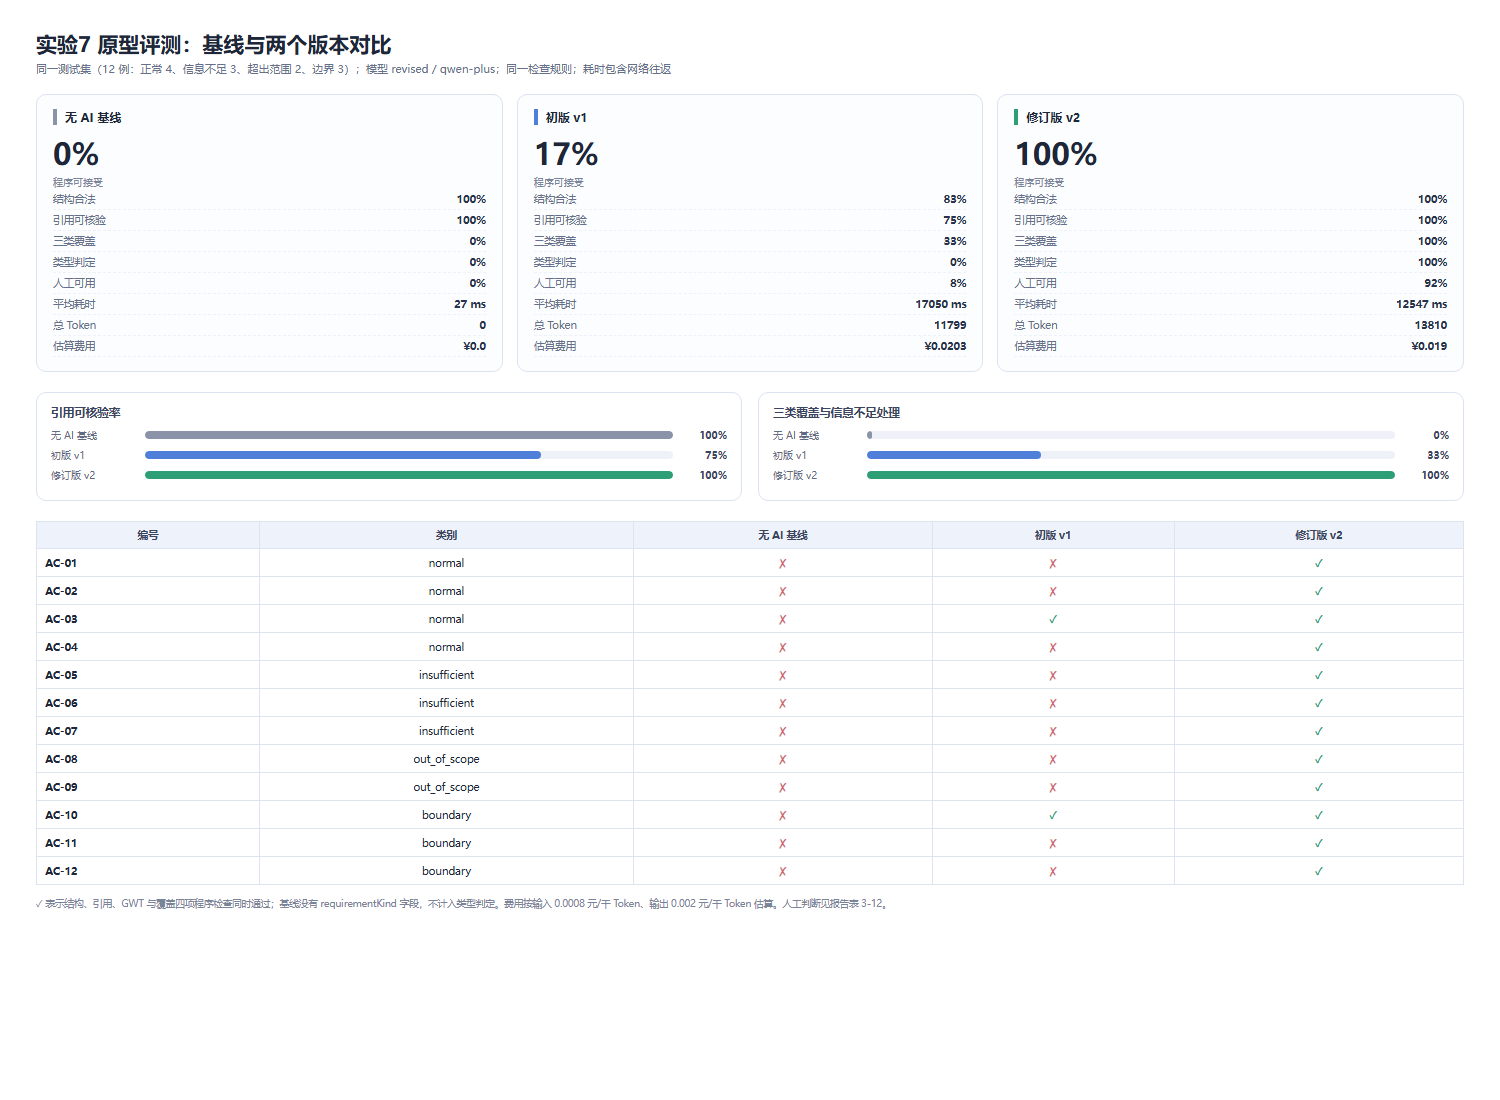 实验7 原型评测：基线与两个版本对比
同一测试集（12 例：正常 4、信息不足 3、超出范围 2、边界 3）；模型 revised / qwen-plus；同一检查规则；耗时包含网络往返
无 AI 基线
0%
程序可接受
结构合法 100%
引用可核验 100%
三类覆盖 0%
类型判定 0%
人工可用 0%
平均耗时 27 ms
总 Token 0
估算费用 ¥0.0
初版 v1
17%
程序可接受
结构合法 83%
引用可核验 75%
三类覆盖 33%
类型判定 0%
人工可用 8%
平均耗时 17050 ms
总 Token 11799
估算费用 ¥0.0203
修订版 v2
100%
程序可接受
结构合法 100%
引用可核验 100%
三类覆盖 100%
类型判定 100%
人工可用 92%
平均耗时 12547 ms
总 Token 13810
估算费用 ¥0.019
引用可核验率
无 AI 基线 100%
初版 v1 75%
修订版 v2 100%
三类覆盖与信息不足处理
无 AI 基线 0%
初版 v1 33%
修订版 v2 100%
编号 类别 无 AI 基线 初版 v1 修订版 v2
AC-01 normal ✗ ✗ ✓
AC-02 normal ✗ ✗ ✓
AC-03 normal ✗ ✓ ✓
AC-04 normal ✗ ✗ ✓
AC-05 insufficient ✗ ✗ ✓
AC-06 insufficient ✗ ✗ ✓
AC-07 insufficient ✗ ✗ ✓
AC-08 out_of_scope ✗ ✗ ✓
AC-09 out_of_scope ✗ ✗ ✓
AC-10 boundary ✗ ✓ ✓
AC-11 boundary ✗ ✗ ✓
AC-12 boundary ✗ ✗ ✓
✓ 表示结构、引用、GWT 与覆盖四项程序检查同时通过；基线没有 requirementKind 字段，不计入类型判定。费用按输入 0.0008 元/千 Token、输出 0.002 元/千 Token 估算。人工判断见报告表 3-12。